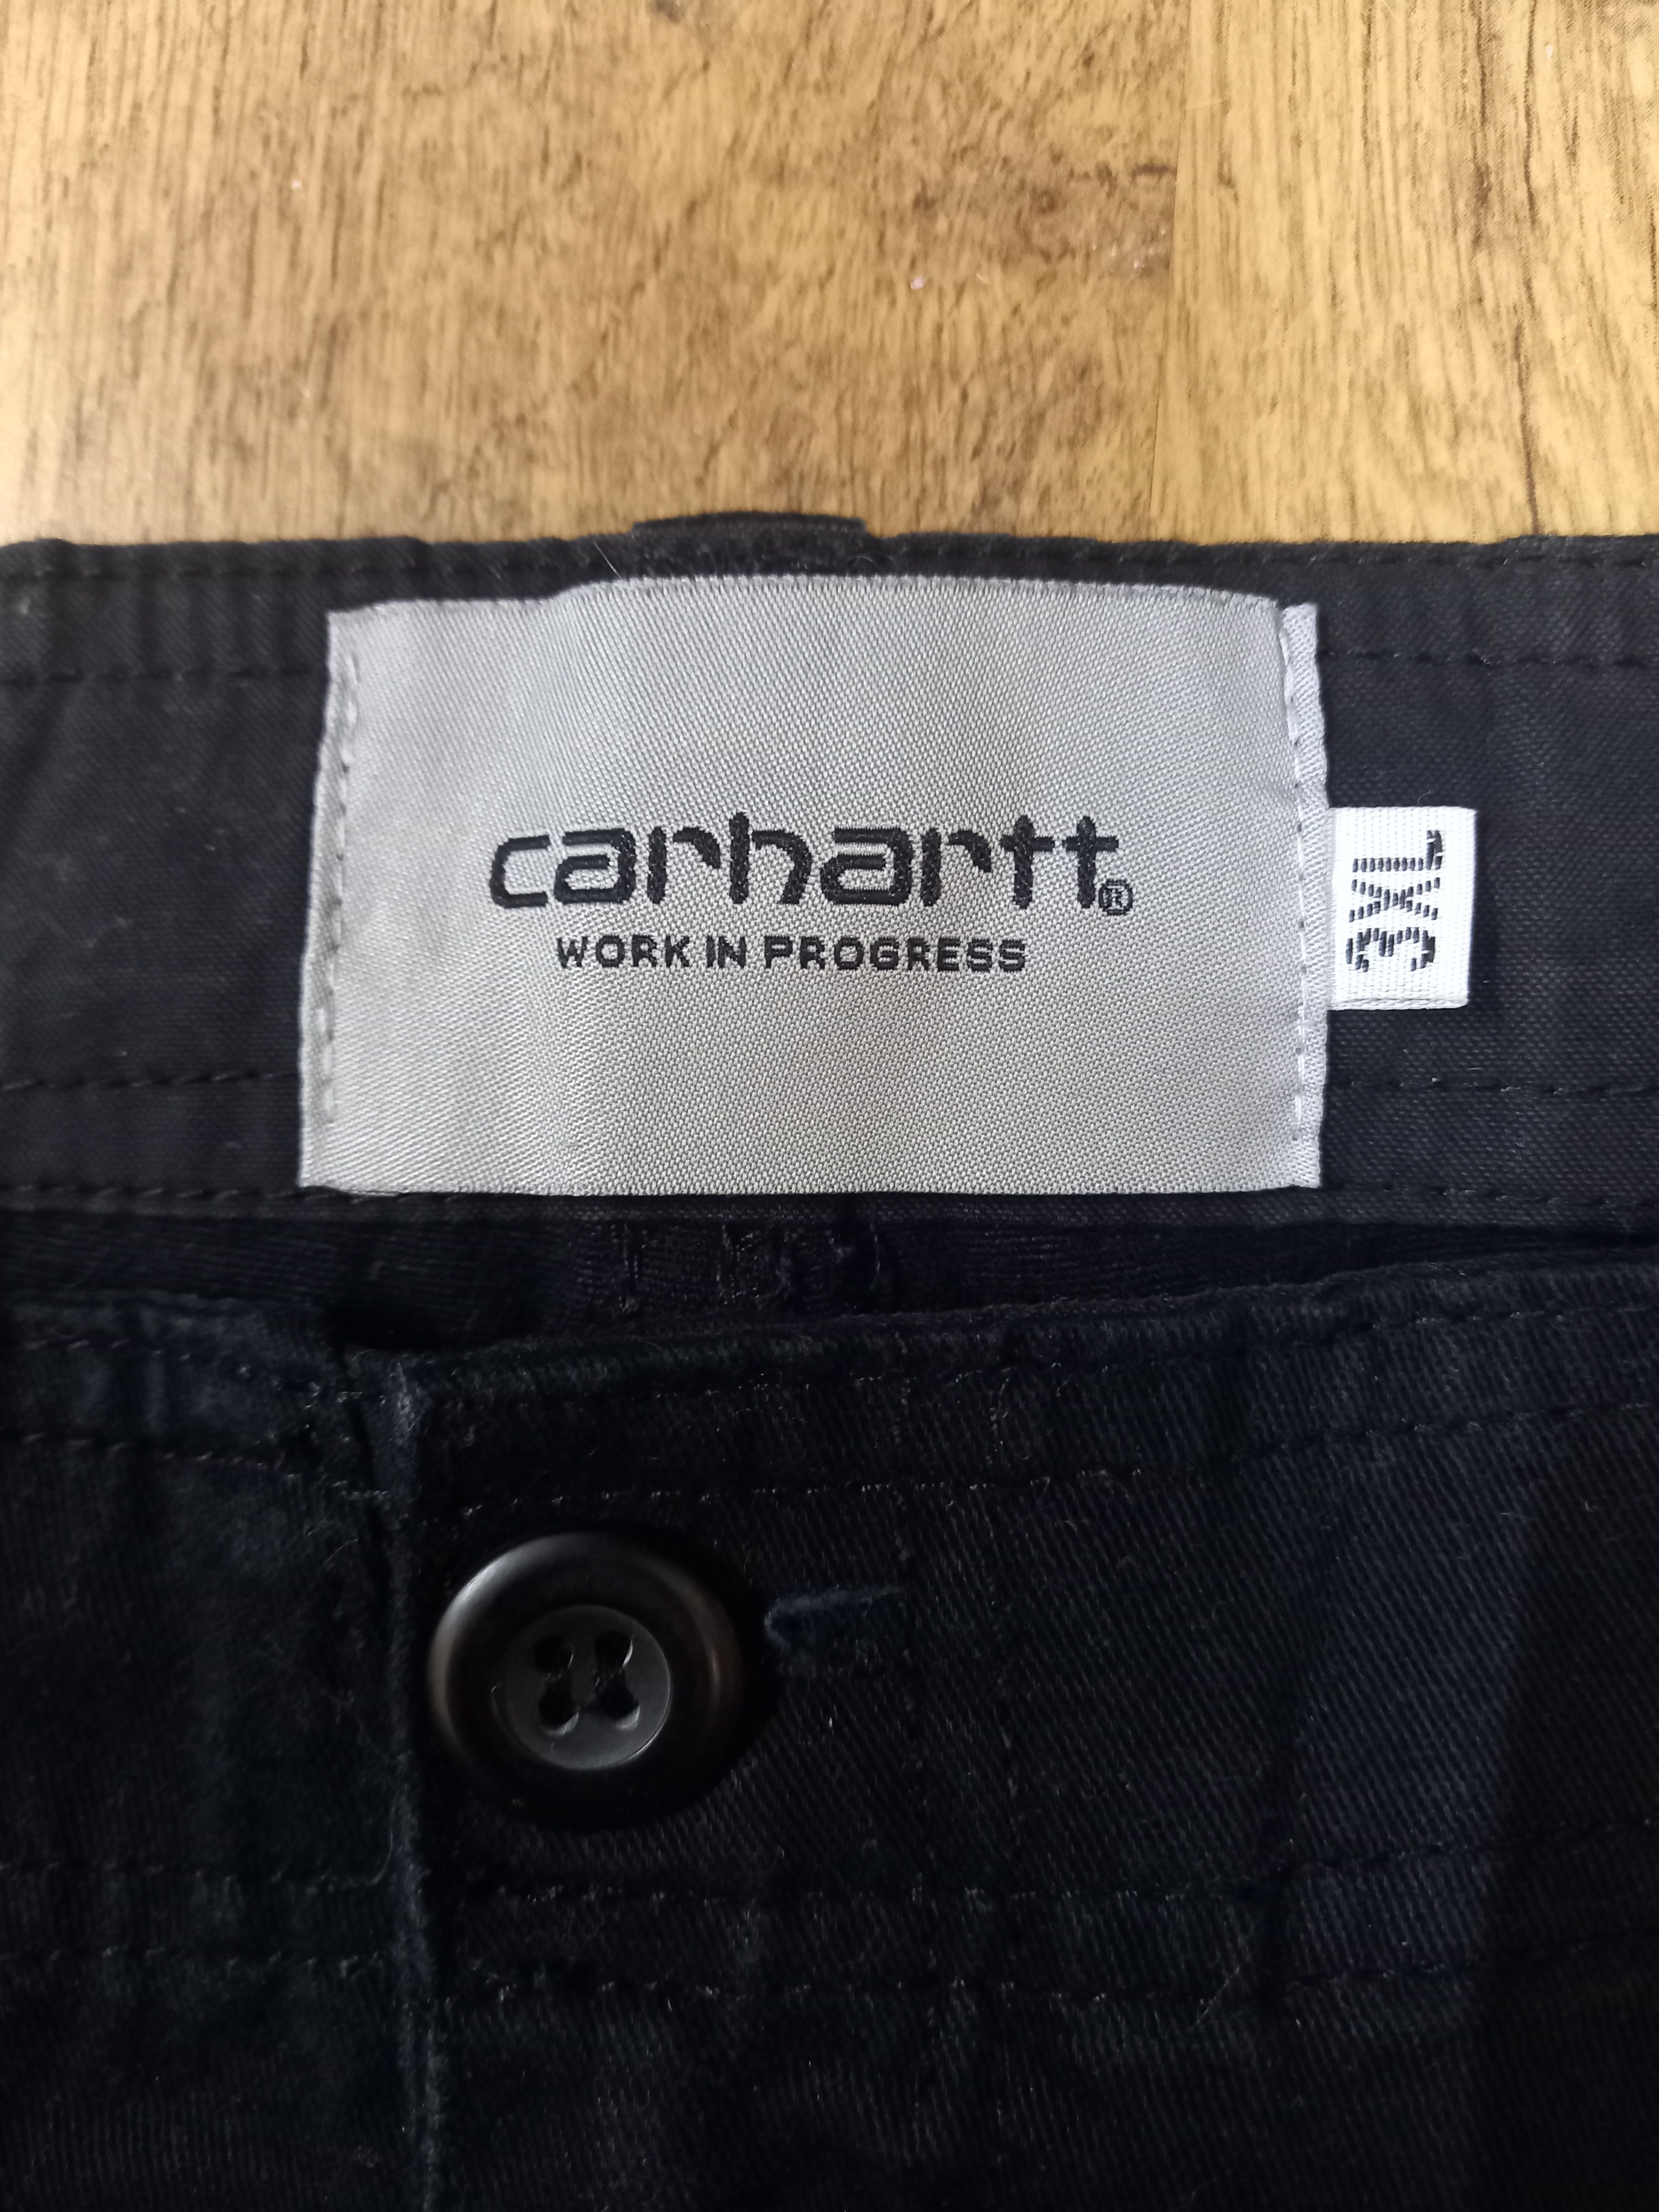 carhartt®
WORK IN PROGRESS
3XL